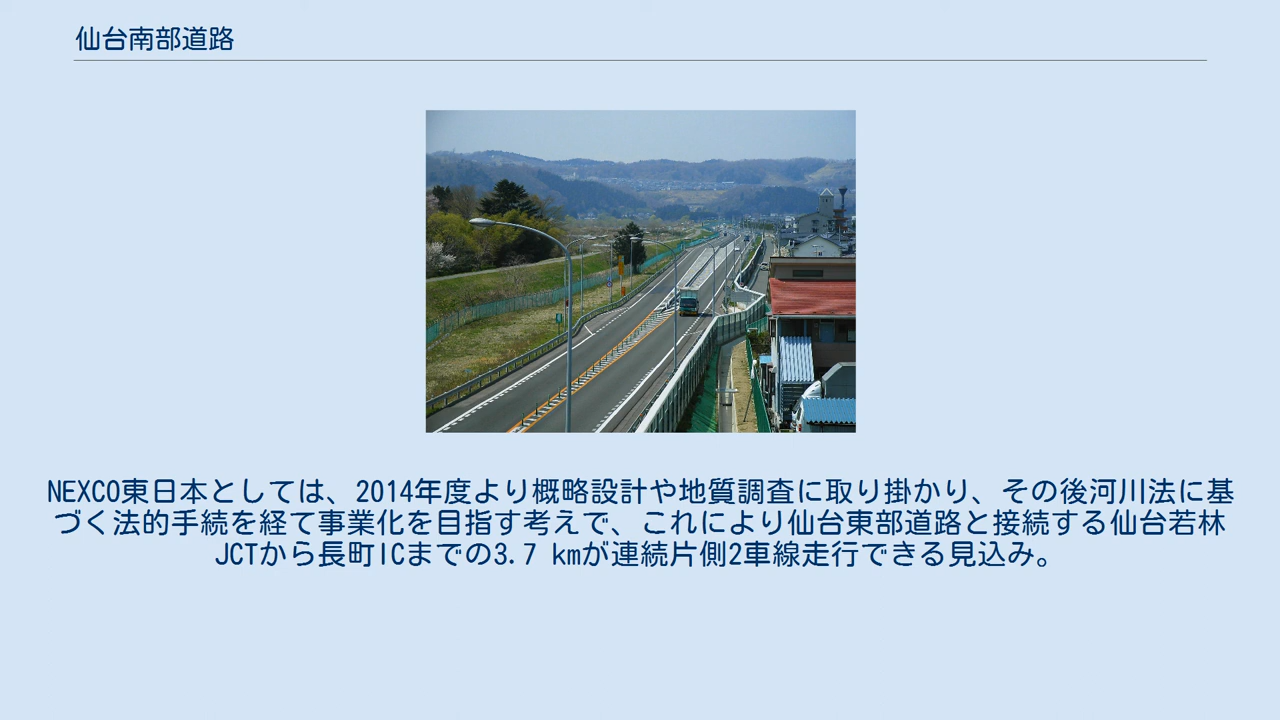 仙台南部道路
NEXCO東日本としては、2014年度より概略設計や地質調査に取り掛かり、その後河川法に基
づく法的手続を経て事業化を目指す考えで、これにより仙台東部道路と接続する仙台若林
JCTから長町ICまでの3.7 kmが連続片側2車線走行できる見込み。